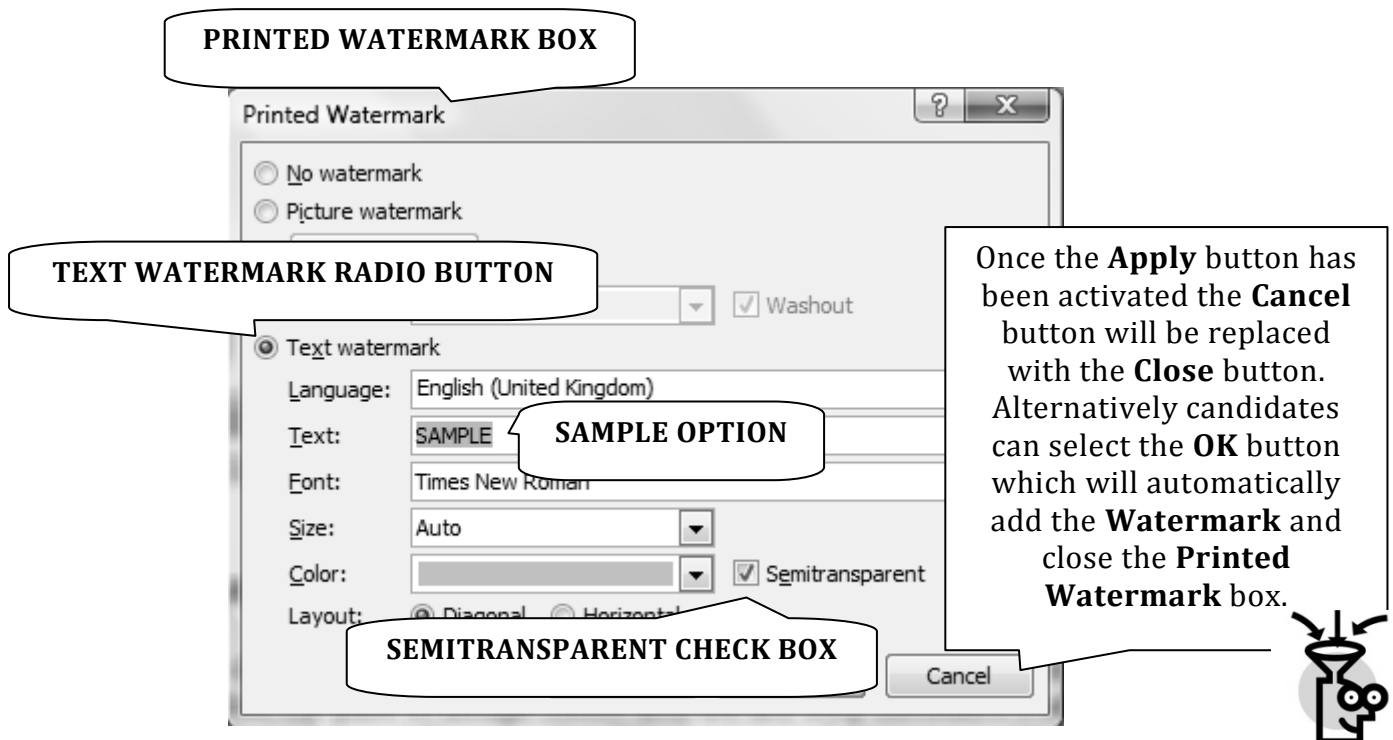 PRINTED WATERMARK BOX
Printed Watermark
No watermark
Picture watermark
TEXT WATERMARK RADIO BUTTON
Washout
Text watermark
Language: English (United Kingdom)
Text: SAMPLE
SAMPLE OPTION
Font: Times New Roman
Size: Auto
Color: Semitransparent
Layout: Diagonal Horizontal
SEMITRANSPARENT CHECK BOX
Cancel
Once the Apply button has
been activated the Cancel
button will be replaced
with the Close button.
Alternatively candidates
can select the OK button
which will automatically
add the Watermark and
close the Printed
Watermark box.